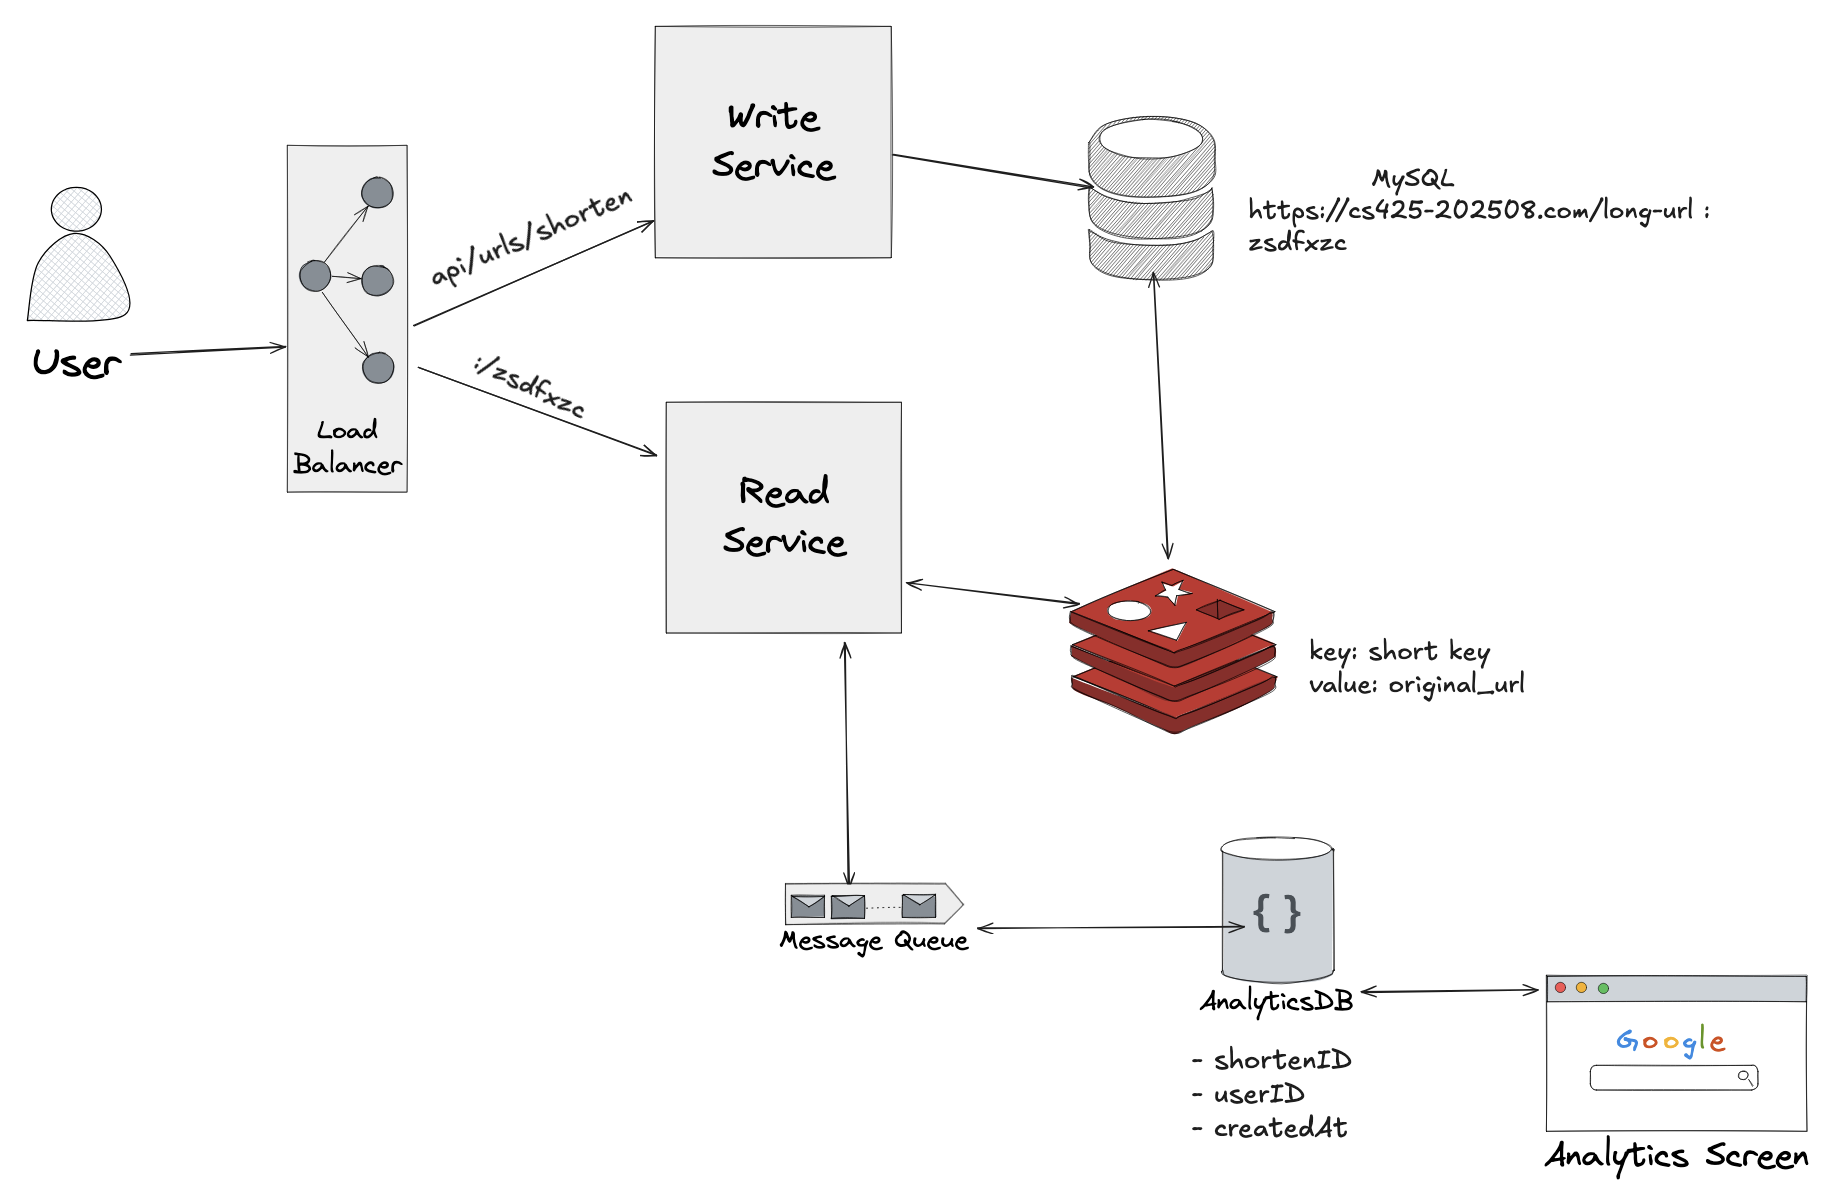 Write
Service
MySQL
https://cs425-202508.com/long-url :
zsdfxzc
api/urls/shorten
User
:/zsdfxzc
Load
Balancer
Read
Service
key: short key
value: original_url
{ }
Message Queue
AnalyticsDB
- shortenID
- userID
- createdAt
Google
Analytics Screen